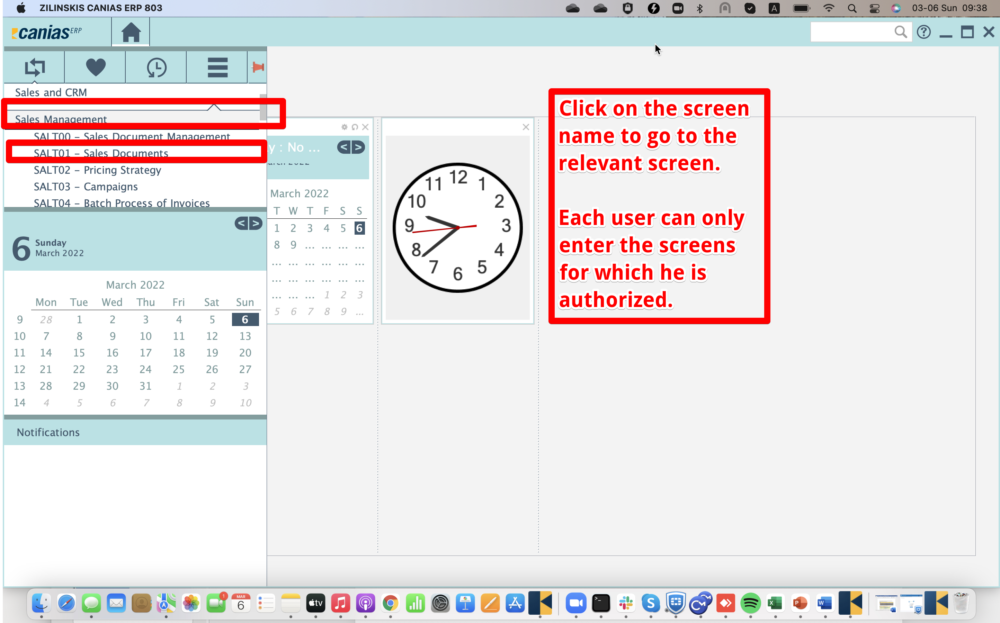 ZILINSKIS CANIAS ERP 803
A
03-06 Sun 09:38
canias ERP
Sales and CRM
Sales Management
SALT00 – Sales Document Management
SALT01 – Sales Documents
SALT02 – Pricing Strategy
SALT03 – Campaigns
SALT04 – Batch Process of Invoices
< >
6
Sunday
March 2022
March 2022
Mon Tue Wed Thu Fri Sat Sun
9 28 1 2 3 4 5 6
10 7 8 9 10 11 12 13
11 14 15 16 17 18 19 20
12 21 22 23 24 25 26 27
13 28 29 30 31 1 2 3
14 4 5 6 7 8 9 10
Notifications
y : No ...
< >
March 2022
March 2022
T W T F S S
1 2 3 4 5 6
8 9 ... ... ... ...
... ... ... ... ... ...
... ... ... ... ... ...
... ... ... 1 2 3
5 6 7 8 9 ...
12
11 1
10 2
9 3
8 4
7 5
6
Click on the screen
name to go to the
relevant screen.
Each user can only
enter the screens
for which he is
authorized.
1
MAR
6
tv
S
CM
CM
X
P
W